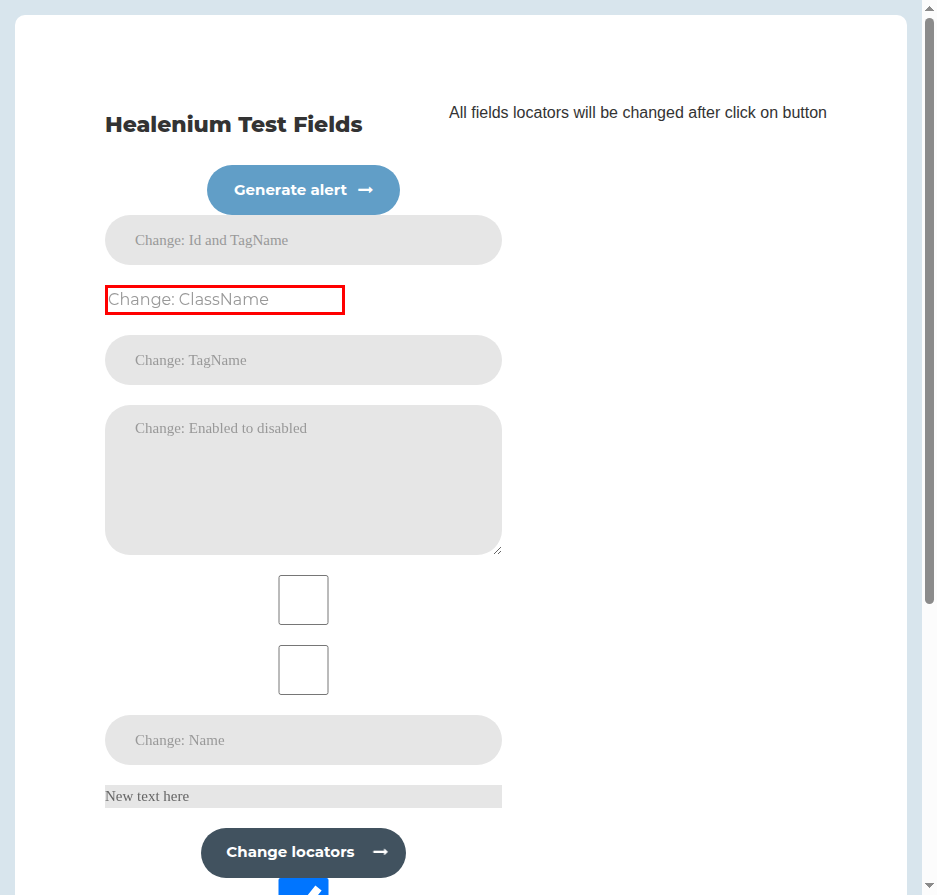 Healenium Test Fields
All fields locators will be changed after click on button
Generate alert
Change: Id and TagName
Change: ClassName
Change: TagName
Change: Enabled to disabled
Change: Name
New text here
Change locators